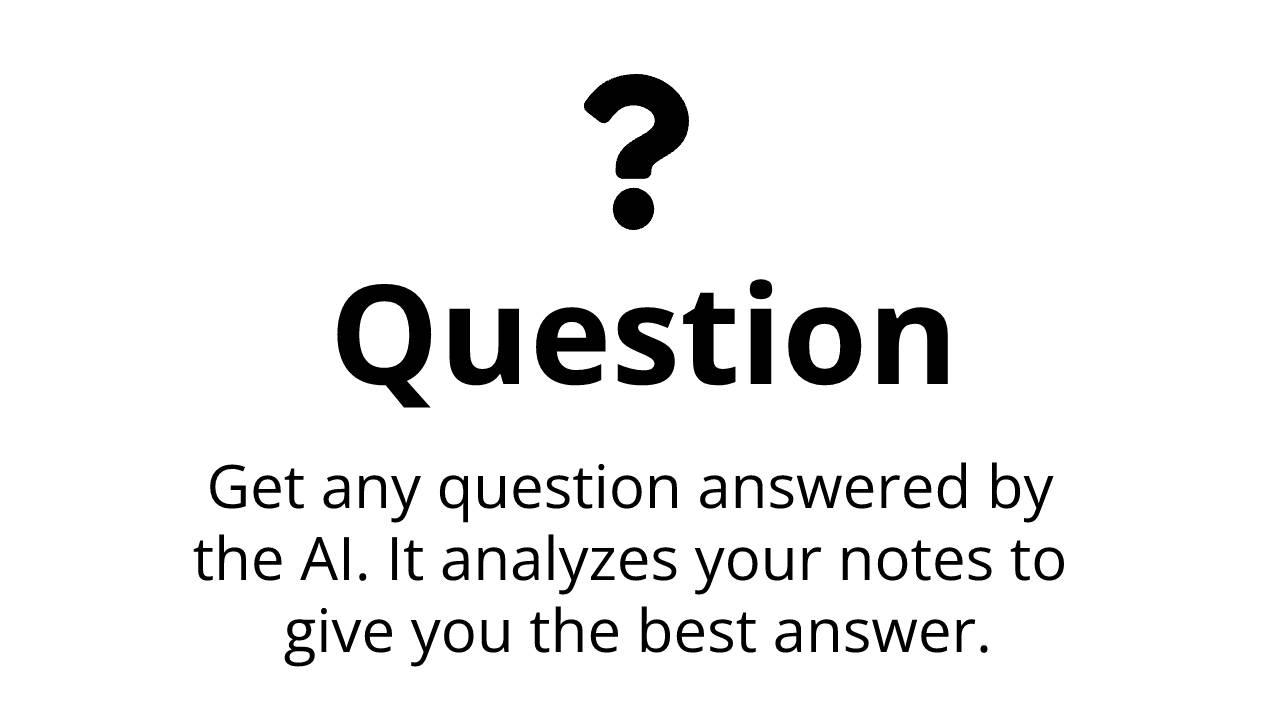 ?
Question
Get any question answered by
the AI. It analyzes your notes to
give you the best answer.